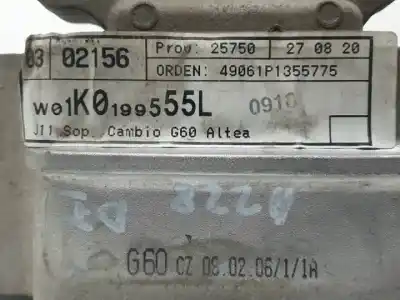 03 02156 Prov: 25750 27 08 20
ORDEN: 49061P1355775
W01K0199555L 0910
J11 Sop. Cambio G60 Altea
G60 CZ 08.02.06/1/1A